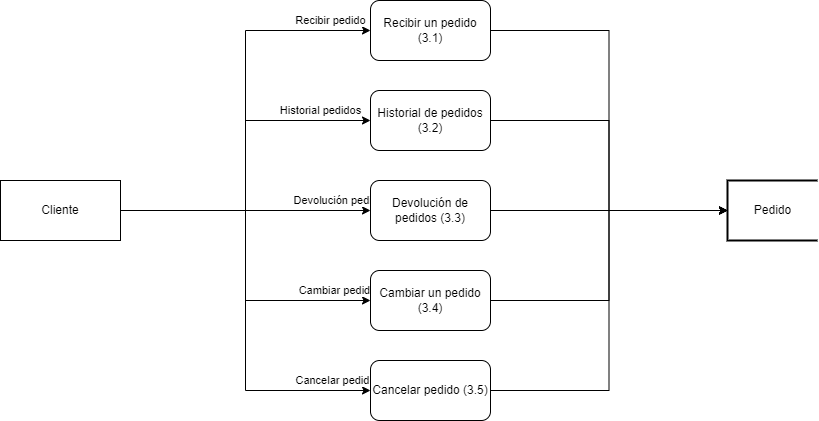 Recibir pedido
Recibir un pedido
(3.1)
Historial pedidos
Historial de pedidos
(3.2)
Cliente
Devolución ped
Devolución de
pedidos (3.3)
Pedido
Cambiar pedid
Cambiar un pedido
(3.4)
Cancelar pedid
Cancelar pedido (3.5)